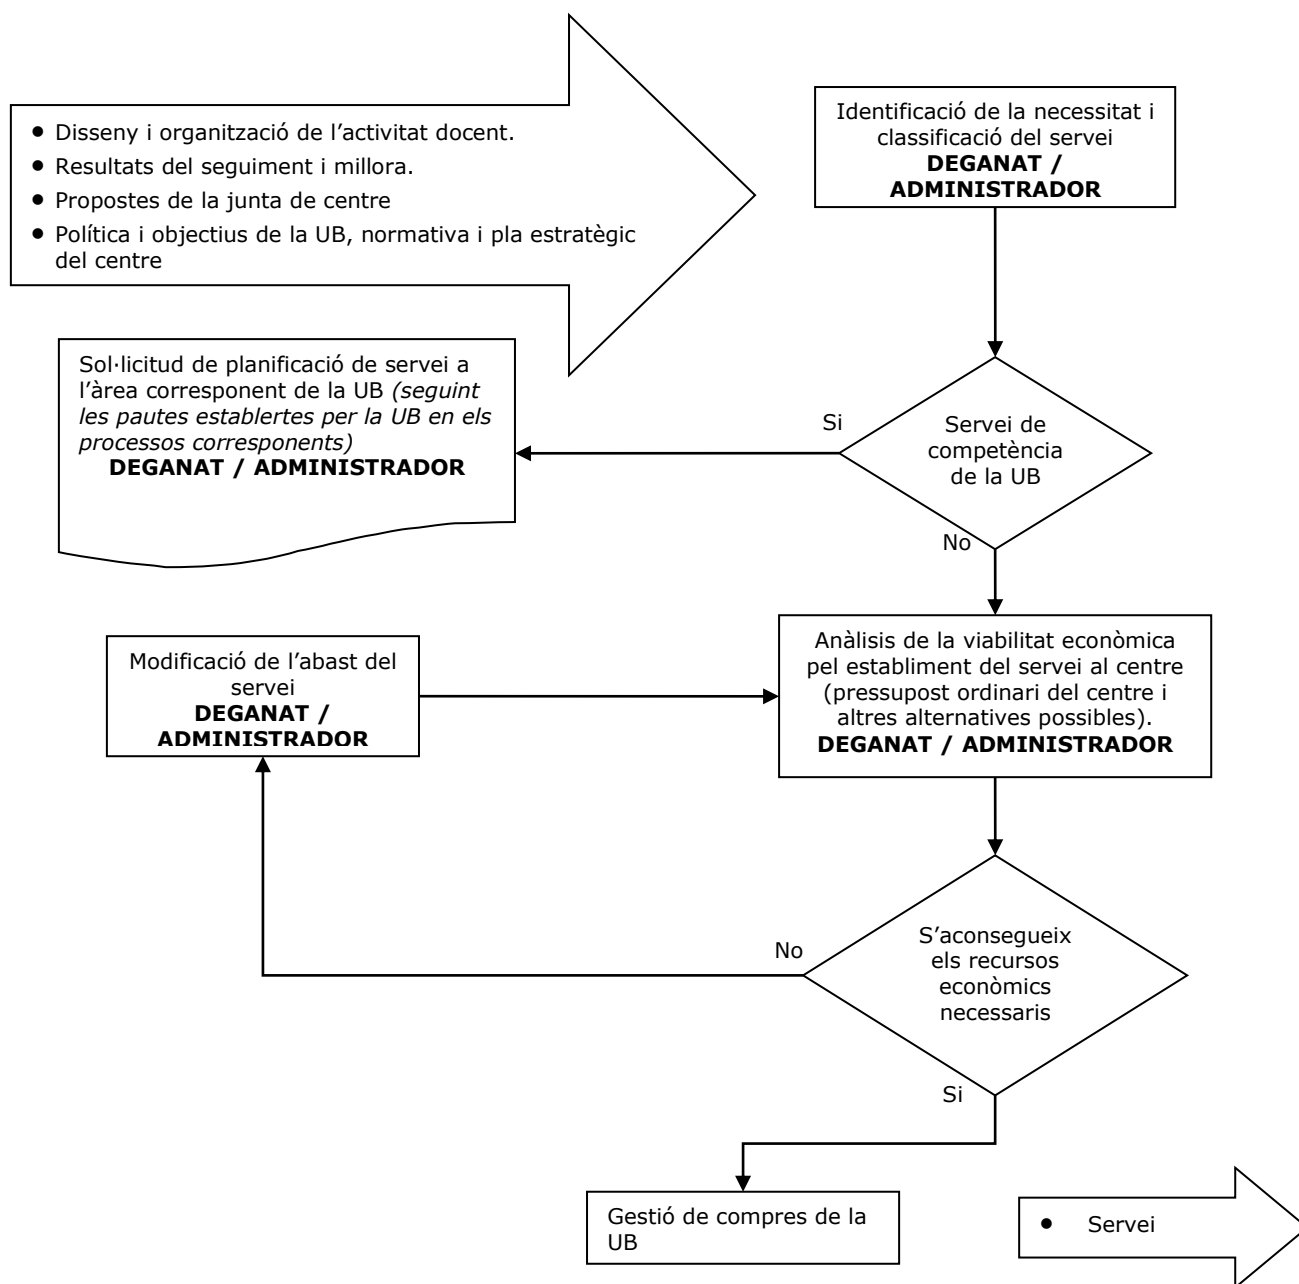 • Disseny i organització de l’activitat docent.
• Resultats del seguiment i millora.
• Propostes de la junta de centre
• Política i objectius de la UB, normativa i pla estratègic
del centre
Identificació de la necessitat i
classificació del servei
DEGANAT /
ADMINISTRADOR
Sol·licitud de planificació de servei a
l’àrea corresponent de la UB (seguint
les pautes establertes per la UB en els
processos corresponents)
DEGANAT / ADMINISTRADOR
Si
Servei de
competència
de la UB
No
Modificació de l’abast del
servei
DEGANAT /
ADMINISTRADOR
Anàlisis de la viabilitat econòmica
pel establiment del servei al centre
(pressupost ordinari del centre i
altres alternatives possibles).
DEGANAT / ADMINISTRADOR
No
S’aconsegueix
els recursos
econòmics
necessaris
Si
Gestió de compres de la
UB
• Servei